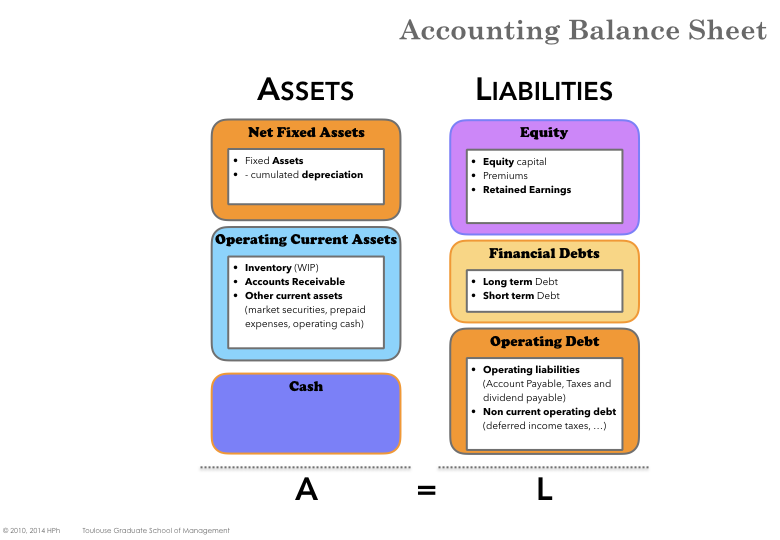 Accounting Balance Sheet
ASSETS
Net Fixed Assets
• Fixed Assets
• - cumulated depreciation
Operating Current Assets
• Inventory (WIP)
• Accounts Receivable
• Other current assets
(market securities, prepaid
expenses, operating cash)
Cash
LIABILITIES
Equity
• Equity capital
• Premiums
• Retained Earnings
Financial Debts
• Long term Debt
• Short term Debt
Operating Debt
• Operating liabilities
(Account Payable, Taxes and
dividend payable)
• Non current operating debt
(deferred income taxes, …)
A = L
© 2010, 2014 HPh Toulouse Graduate School of Management